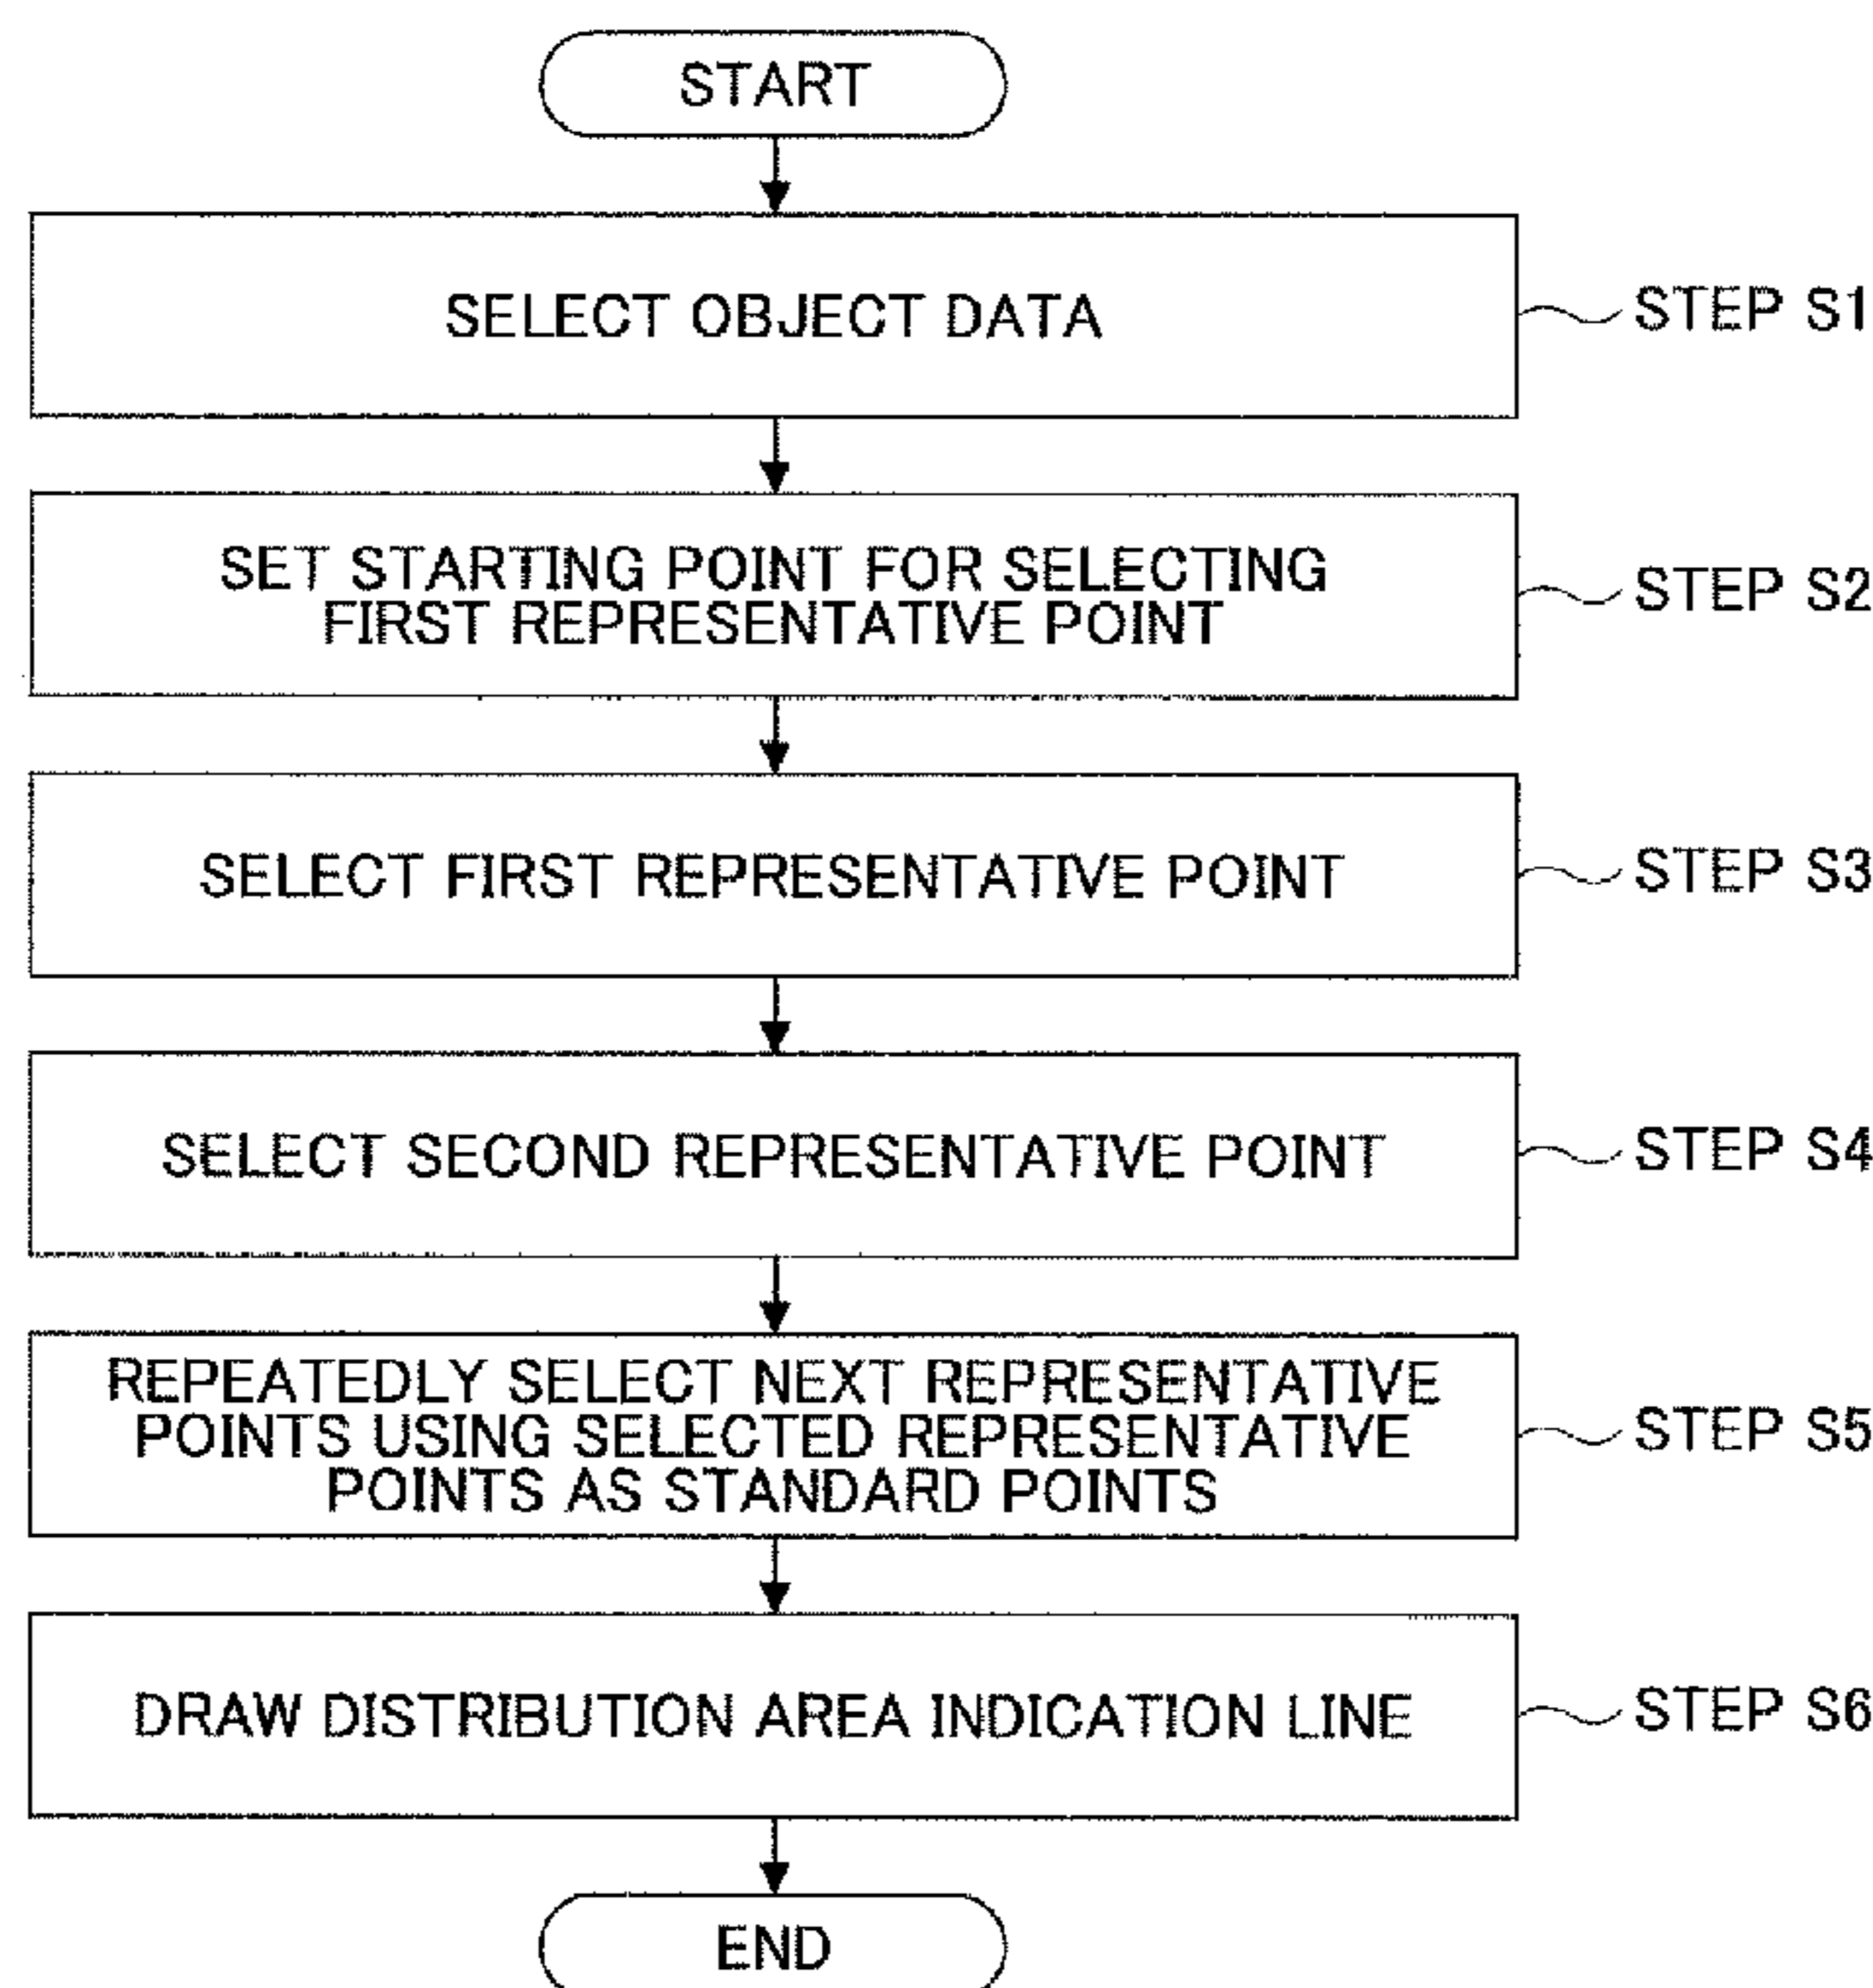 START
SELECT OBJECT DATA
STEP S1
SET STARTING POINT FOR SELECTING
FIRST REPRESENTATIVE POINT
STEP S2
SELECT FIRST REPRESENTATIVE POINT
STEP S3
SELECT SECOND REPRESENTATIVE POINT
STEP S4
REPEATEDLY SELECT NEXT REPRESENTATIVE
POINTS USING SELECTED REPRESENTATIVE
POINTS AS STANDARD POINTS
STEP S5
DRAW DISTRIBUTION AREA INDICATION LINE
STEP S6
END